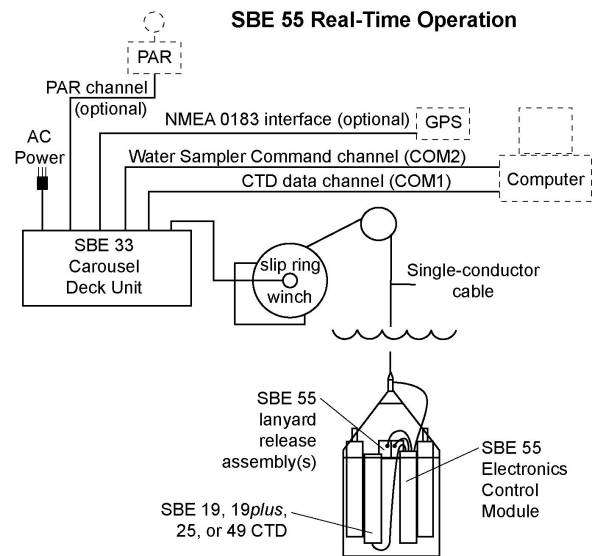 SBE 55 Real-Time Operation
PAR
PAR channel
(optional)
NMEA 0183 interface (optional)
GPS
AC
Power
Water Sampler Command channel (COM2)
CTD data channel (COM1)
Computer
SBE 33
Carousel
Deck Unit
slip ring
winch
Single-conductor
cable
SBE 55
lanyard
release
assembly(s)
SBE 55
Electronics
Control
Module
SBE 19, 19plus,
25, or 49 CTD